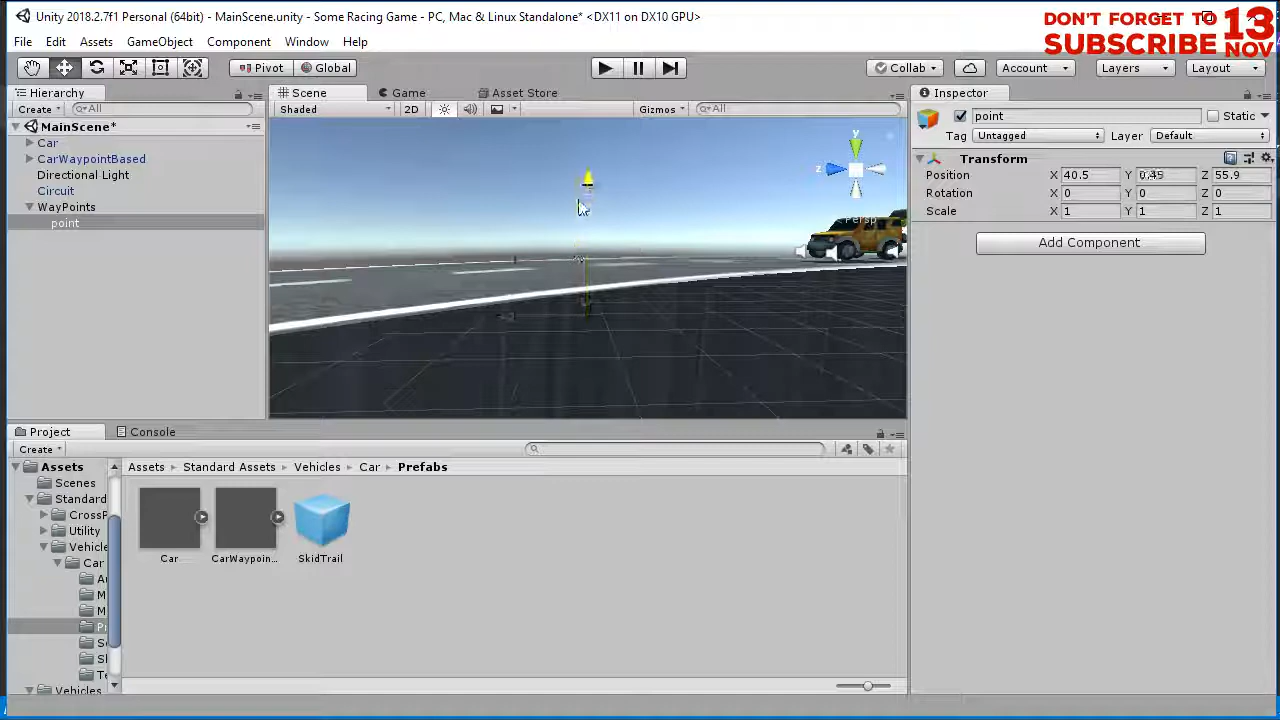 Unity 2018.2.7f1 Personal (64bit) - MainScene.unity - Some Racing Game - PC, Mac & Linux Standalone* <DX11 on DX10 GPU>
DON'T FORGET TO
SUBSCRIBE
13
NOV
File Edit Assets GameObject Component Window Help
Pivot Global Collab Account Layers Layout
Hierarchy Scene Game Asset Store Inspector
Create All Shaded 2D Gizmos All
point Static
MainScene*
Tag Untagged Layer Default
Car
CarWaypointBased
Transform
Directional Light
Position X 40.5 Y 0.45 Z 55.9
Circuit
Rotation X 0 Y 0 Z 0
WayPoints
Scale X 1 Y 1 Z 1
point
y
z
Persp
Add Component
Project Console
Create
Assets
Assets Standard Assets Vehicles Car Prefabs
Scenes
Standard
CrossP
Utility
Vehicle
Car
A
M
M
P
S
S
Te
Vehicles
Car CarWaypoin... SkidTrail